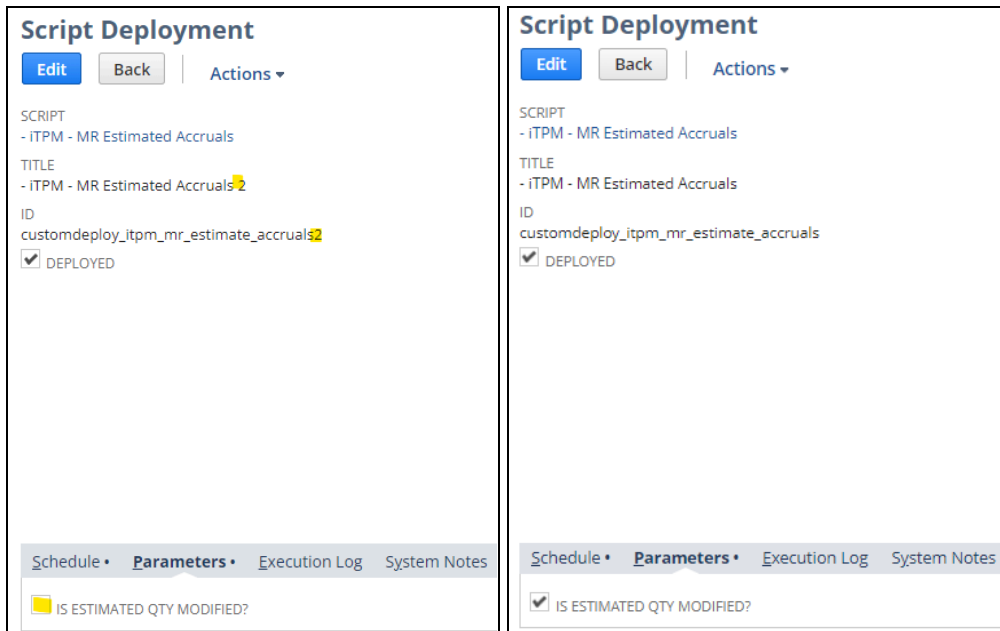 Script Deployment
Edit
Back
Actions
SCRIPT
- iTPM - MR Estimated Accruals
TITLE
- iTPM - MR Estimated Accruals 2
ID
customdeploy_itpm_mr_estimate_accruals2
DEPLOYED
Schedule • Parameters • Execution Log System Notes
IS ESTIMATED QTY MODIFIED?
Script Deployment
Edit
Back
Actions
SCRIPT
- iTPM - MR Estimated Accruals
TITLE
- iTPM - MR Estimated Accruals
ID
customdeploy_itpm_mr_estimate_accruals
DEPLOYED
Schedule • Parameters • Execution Log System Notes
IS ESTIMATED QTY MODIFIED?